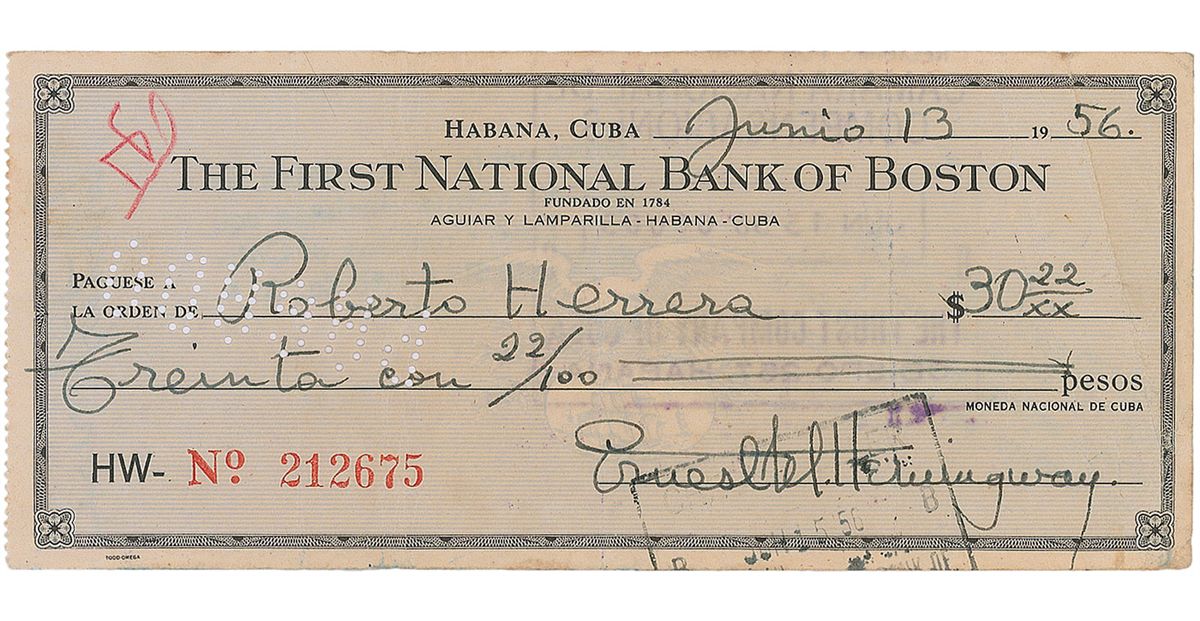 HABANA, CUBA Junio 13 1956.
THE FIRST NATIONAL BANK OF BOSTON
FUNDADO EN 1784
AGUIAR Y LAMPARILLA - HABANA - CUBA
PAGUESE A
LA ORDEN DE Roberto Herrera $30 22/xx
Treinta con 22/100 pesos
MONEDA NACIONAL DE CUBA
HW- Nº 212675
Ernest M. Hemingway.
TODD-OMEGA